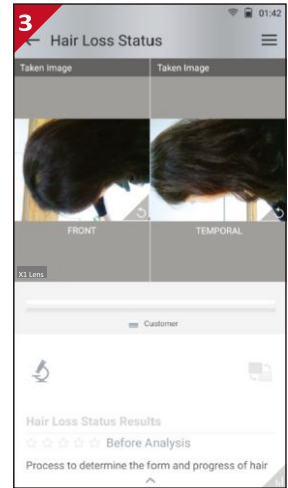 3
01:42
Hair Loss Status
Taken Image
Taken Image
FRONT
TEMPORAL
X1 Lens
Customer
Hair Loss Status Results
Before Analysis
Process to determine the form and progress of hair